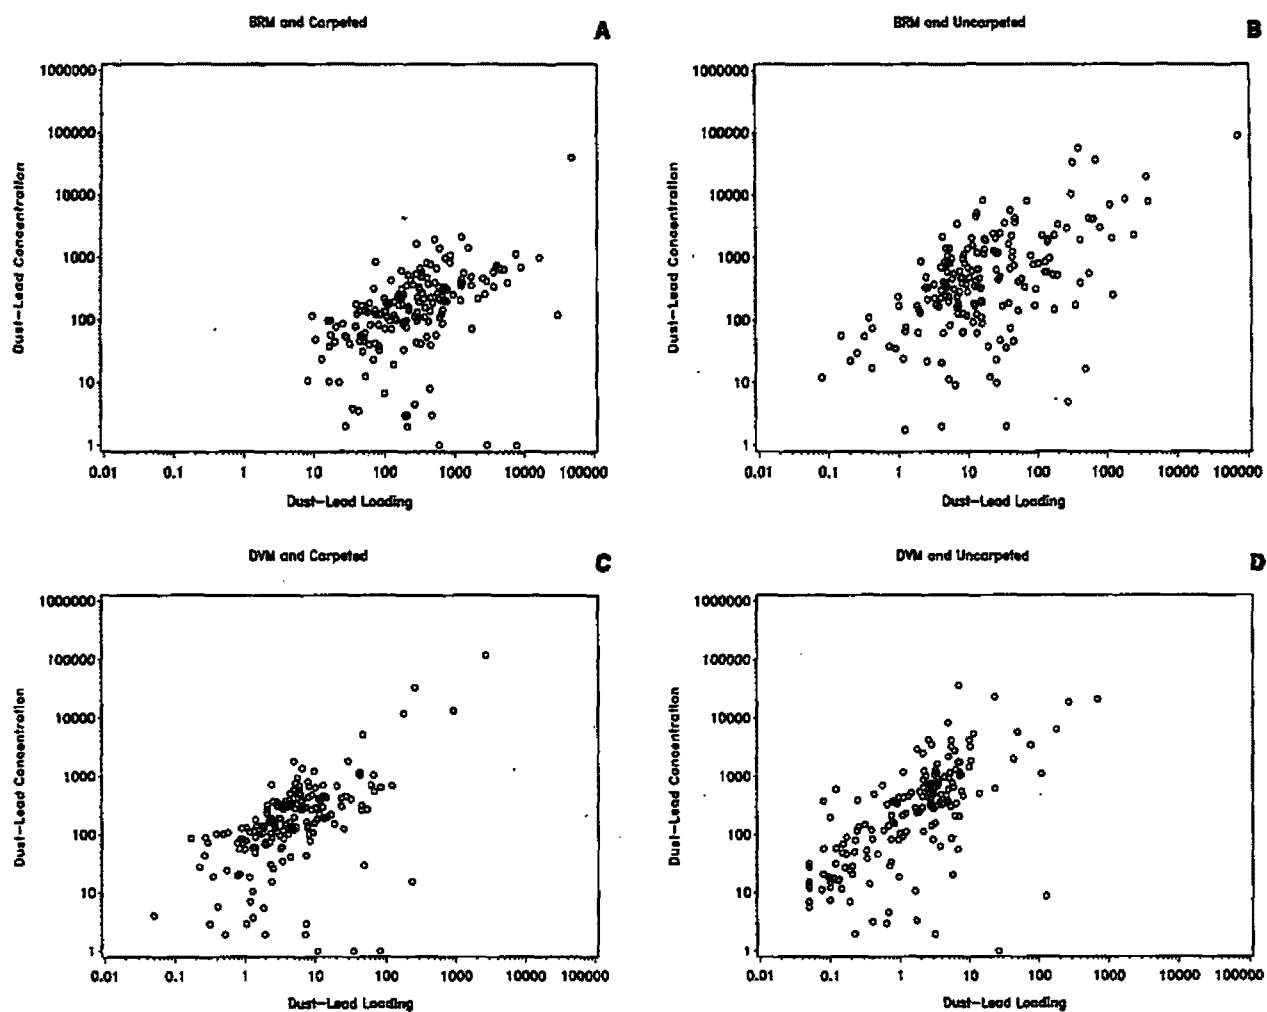 BRM and Carpeted
A
1000000
100000
10000
1000
100
10
1
Dust-Lead Concentration
0.01 0.1 1 10 100 1000 10000 100000
Dust-Lead Loading
BRM and Uncarpeted
B
1000000
100000
10000
1000
100
10
1
Dust-Lead Concentration
0.01 0.1 1 10 100 1000 10000 100000
Dust-Lead Loading
DVM and Carpeted
C
1000000
100000
10000
1000
100
10
1
Dust-Lead Concentration
0.01 0.1 1 10 100 1000 10000 100000
Dust-Lead Loading
DVM and Uncarpeted
D
1000000
100000
10000
1000
100
10
1
Dust-Lead Concentration
0.01 0.1 1 10 100 1000 10000 100000
Dust-Lead Loading